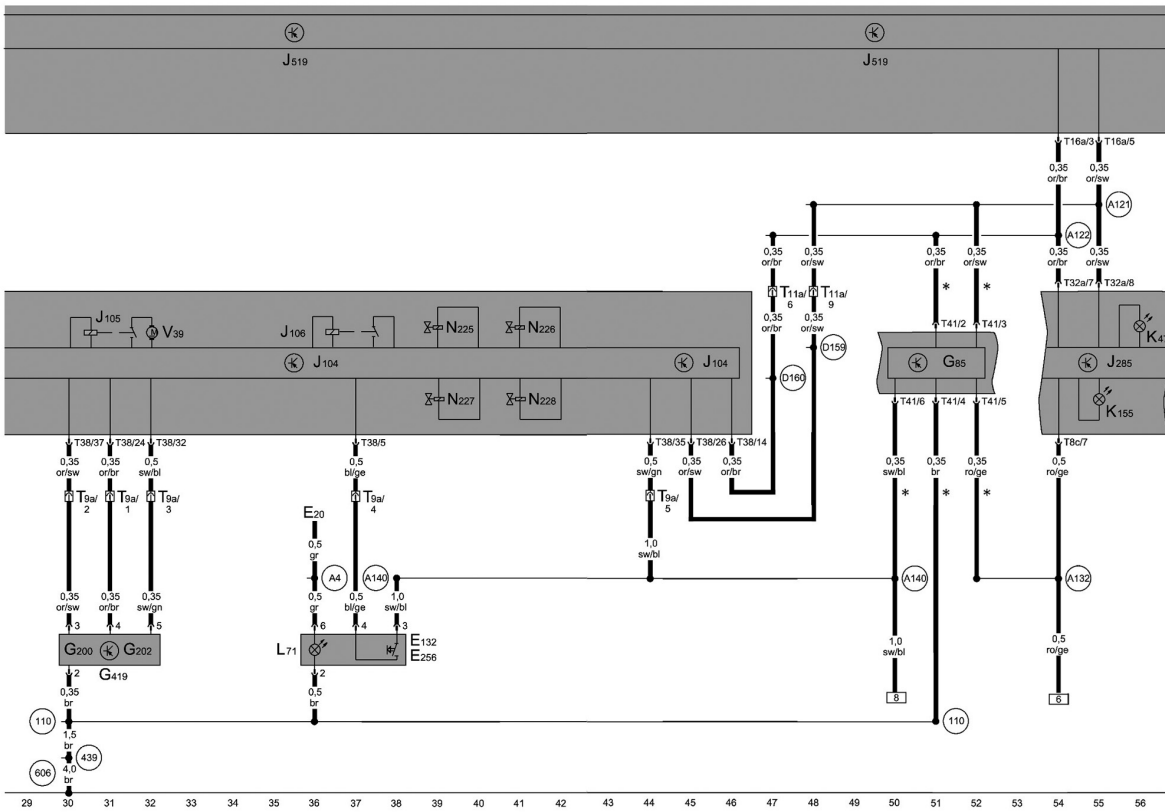 J519 J519
T16a/3 T16a/5
0,35 or/br 0,35 or/sw
A121
A122
0,35 or/br 0,35 or/sw 0,35 or/br 0,35 or/sw 0,35 or/br 0,35 or/sw
T11a/6 T11a/9 * * T32a/7 T32a/8
J105 V39 J106 N225 N226
0,35 or/br 0,35 or/sw
T41/2 T41/3
D159
J104 J104 G85 J285
D160
N227 N228 K155
T41/6 T41/4 T41/5
T38/37 T38/24 T38/32 T38/5 T38/35 T38/26 T38/14 T8c/7
0,35 or/sw 0,35 or/br 0,5 sw/bl 0,5 bl/ge 0,5 sw/gn 0,35 or/sw 0,35 or/br 0,35 sw/bl 0,35 br 0,35 ro/ge 0,5 ro/ge
T9a/2 T9a/1 T9a/3 T9a/4 T9a/5 * * *
E20
0,5 gr 1,0 sw/bl
A4 A140 A140 A132
0,35 or/sw 0,35 or/br 0,35 sw/gn 0,5 gr 0,5 bl/ge 1,0 sw/bl
3 4 5 6 4 3
G200 G202 L71 E132
E256
G419
1,0 sw/bl 0,5 ro/ge
2 2
0,35 br 0,5 br
8 6
110 110
1,5 br
439
606
4,0 br
29 30 31 32 33 34 35 36 37 38 39 40 41 42 43 44 45 46 47 48 49 50 51 52 53 54 55 56